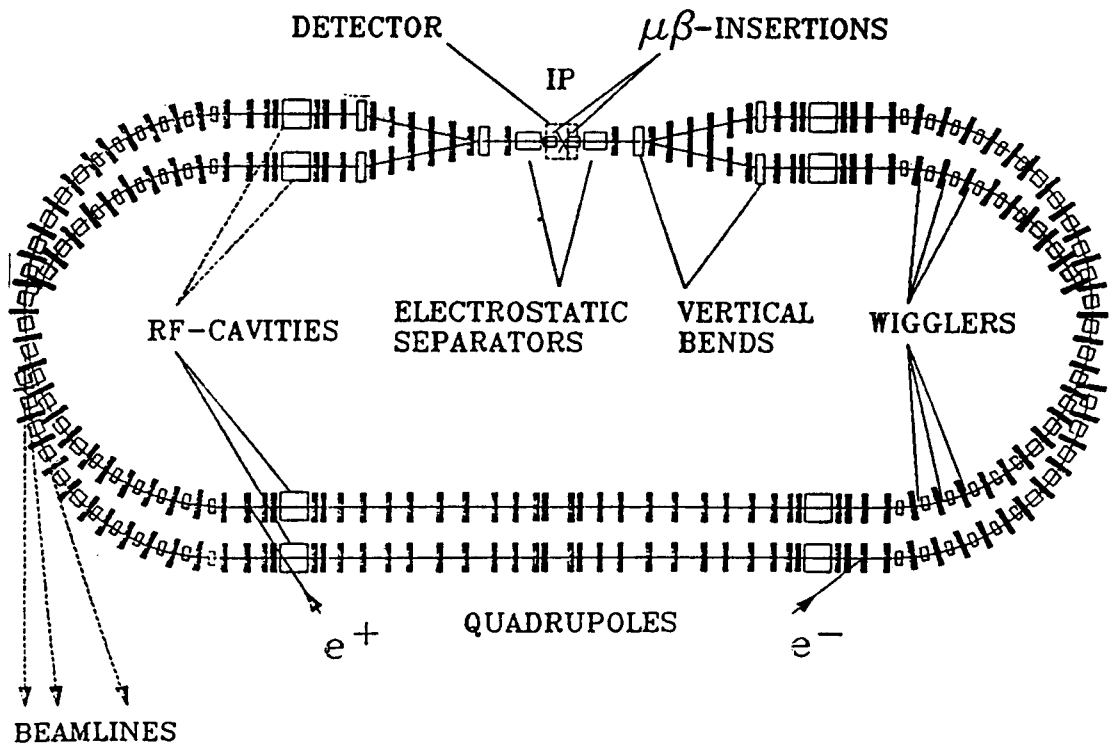 DETECTOR
μβ-INSERTIONS
IP
RF-CAVITIES
ELECTROSTATIC
SEPARATORS
VERTICAL
BENDS
WIGGLERS
e+
QUADRUPOLES
e−
BEAMLINES